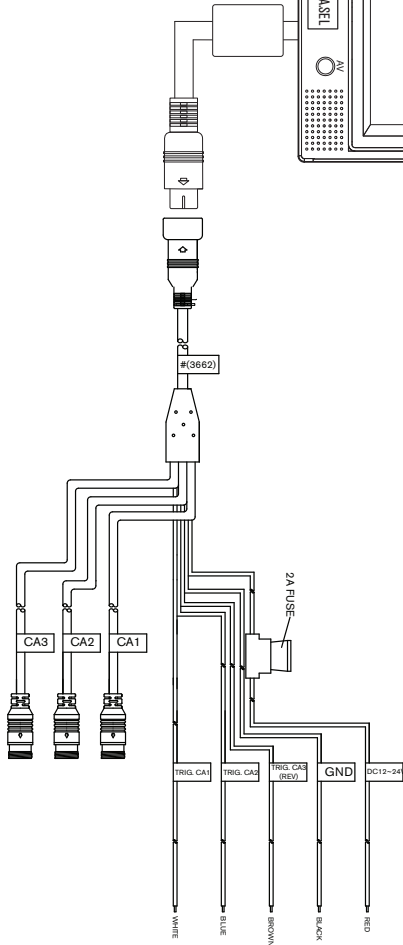 A.SEL
AV
#(3662)
2A FUSE
CA3
CA2
CA1
TRIG. CA1
TRIG. CA2
TRIG. CA3
(REV)
GND
DC12~24V
WHITE
BLUE
BROWN
BLACK
RED